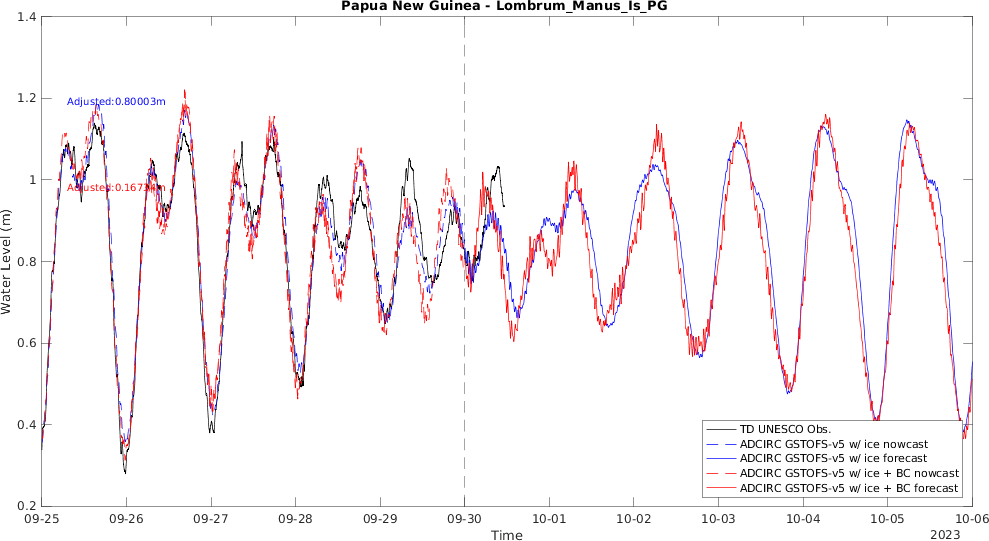 Papua New Guinea - Lombrum_Manus_Is_PG
1.4
1.2
1
0.8
0.6
0.4
0.2
Water Level (m)
Adjusted:0.80003m
TD UNESCO Obs.
ADCIRC GSTOFS-v5 w/ ice nowcast
ADCIRC GSTOFS-v5 w/ ice forecast
ADCIRC GSTOFS-v5 w/ ice + BC nowcast
ADCIRC GSTOFS-v5 w/ ice + BC forecast
09-25 09-26 09-27 09-28 09-29 09-30 10-01 10-02 10-03 10-04 10-05 10-06
Time
2023